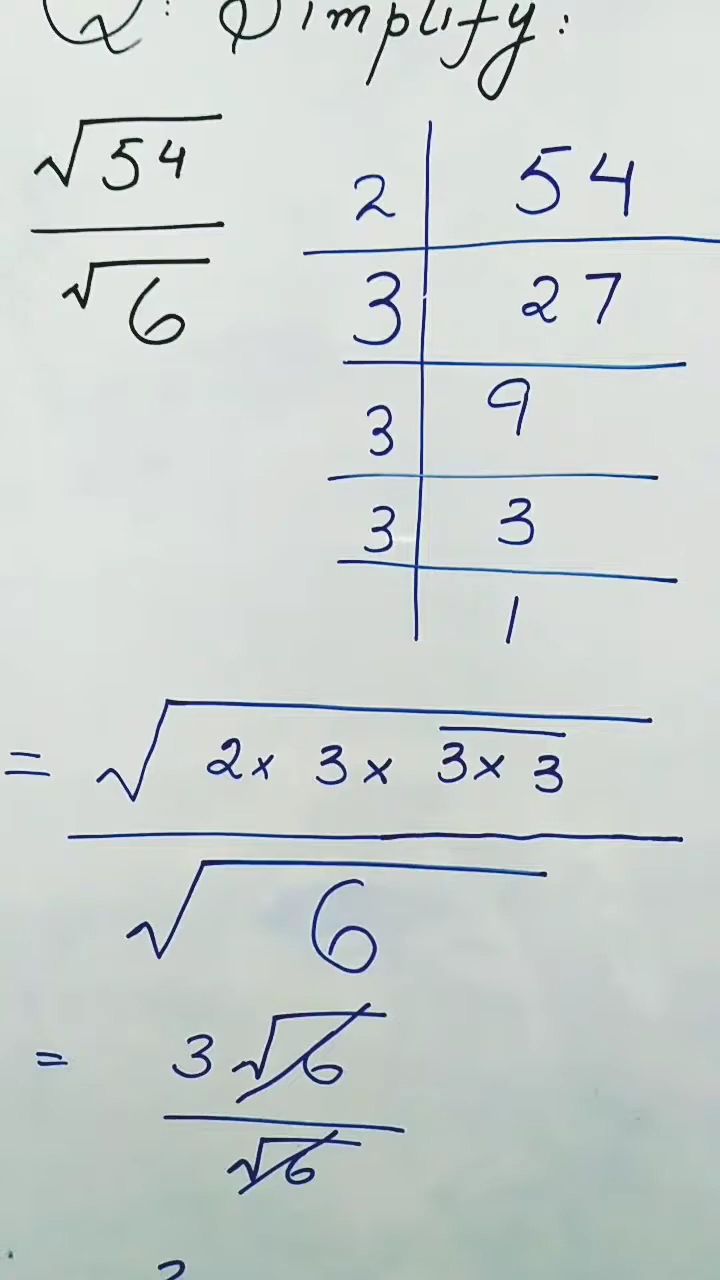 Q: Simplify:
√54
√6
2 | 54
3 | 27
3 | 9
3 | 3
1
= √2 × 3 × 3 × 3
√6
= 3√6
√6